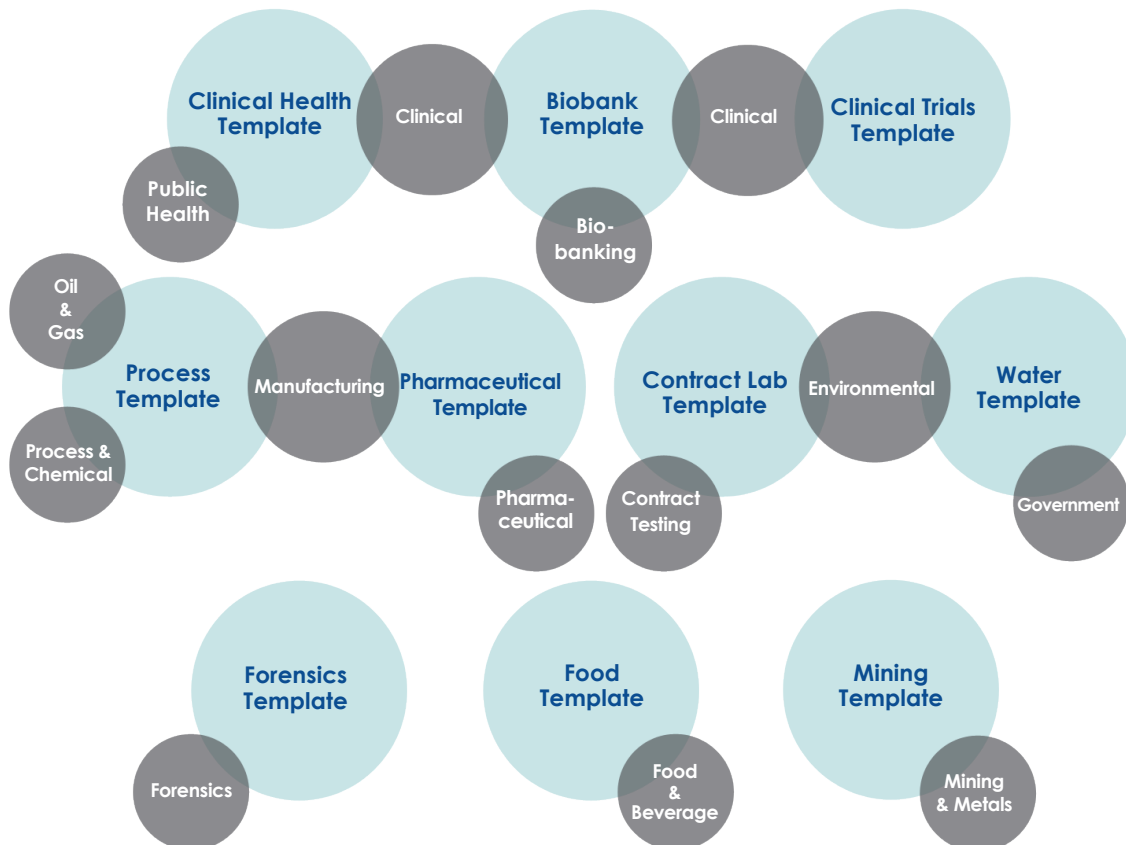 Clinical Health
Template
Clinical
Biobank
Template
Clinical
Clinical Trials
Template
Public
Health
Bio-
banking
Oil
&
Gas
Process
Template
Manufacturing
Pharmaceutical
Template
Contract Lab
Template
Environmental
Water
Template
Process &
Chemical
Pharma-
ceutical
Contract
Testing
Government
Forensics
Template
Food
Template
Mining
Template
Forensics
Food
&
Beverage
Mining
& Metals